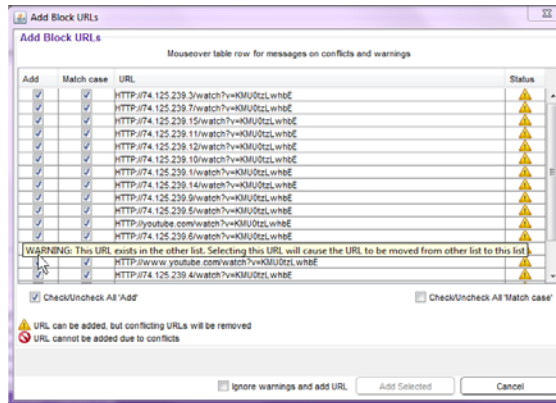 Add Block URLs
Add Block URLs
Mouseover table row for messages on conflicts and warnings
Add Match case URL Status
HTTP://74.125.239.3/watch?v=KMU0tzLwhbE
HTTP://74.125.239.7/watch?v=KMU0tzLwhbE
HTTP://74.125.239.15/watch?v=KMU0tzLwhbE
HTTP://74.125.239.11/watch?v=KMU0tzLwhbE
HTTP://74.125.239.12/watch?v=KMU0tzLwhbE
HTTP://74.125.239.10/watch?v=KMU0tzLwhbE
HTTP://74.125.239.1/watch?v=KMU0tzLwhbE
HTTP://74.125.239.14/watch?v=KMU0tzLwhbE
HTTP://74.125.239.9/watch?v=KMU0tzLwhbE
HTTP://74.125.239.5/watch?v=KMU0tzLwhbE
HTTP://youtube.com/watch?v=KMU0tzLwhbE
HTTP://74.125.239.6/watch?v=KMU0tzLwhbE
WARNING: This URL exists in the other list. Selecting this URL will cause the URL to be moved from other list to this list
HTTP://www.youtube.com/watch?v=KMU0tzLwhbE
HTTP://74.125.239.4/watch?v=KMU0tzLwhbE
Check/Uncheck All 'Add' Check/Uncheck All 'Match case'
URL can be added, but conflicting URLs will be removed
URL cannot be added due to conflicts
Ignore warnings and add URL Add Selected Cancel